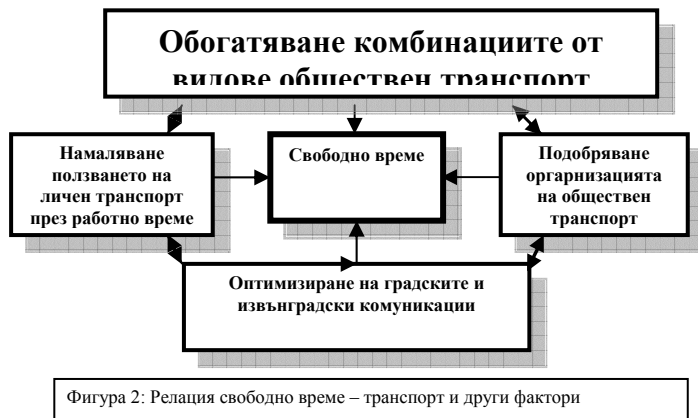 Обогатяване комбинациите от
видове обществен транспорт
Намаляване
ползването на
личен транспорт
през работно време
Свободно време
Подобряване
оргарнизацията
на обществен
транспорт
Оптимизиране на градските и
извънградски комуникации
Фигура 2: Релация свободно време – транспорт и други фактори